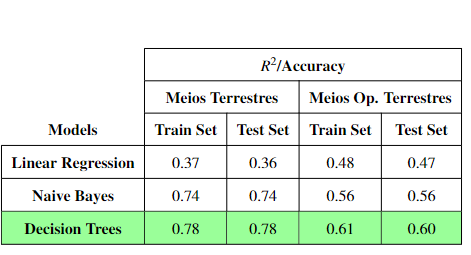 R²/Accuracy
Meios Terrestres Meios Op. Terrestres
Models Train Set Test Set Train Set Test Set
Linear Regression 0.37 0.36 0.48 0.47
Naive Bayes 0.74 0.74 0.56 0.56
Decision Trees 0.78 0.78 0.61 0.60